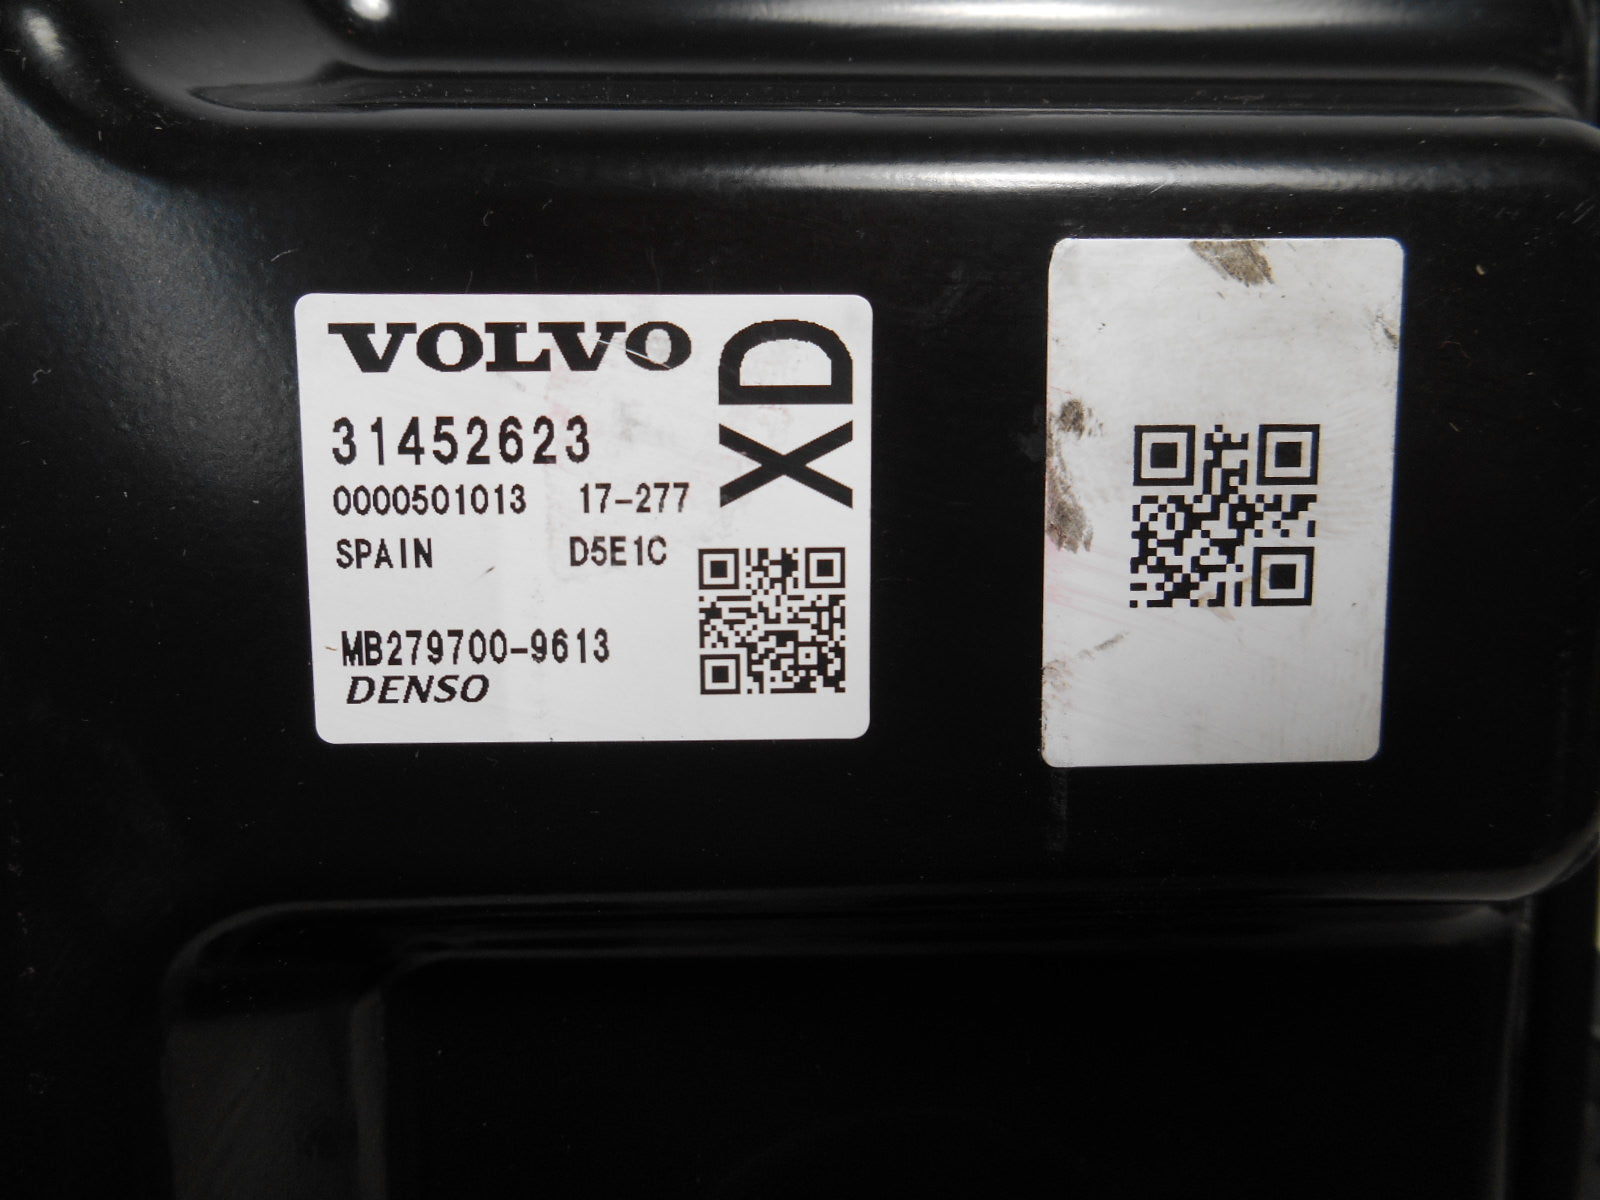 VOLVO
XD
31452623
0000501013 17-277
SPAIN D5E1C
MB279700-9613
DENSO